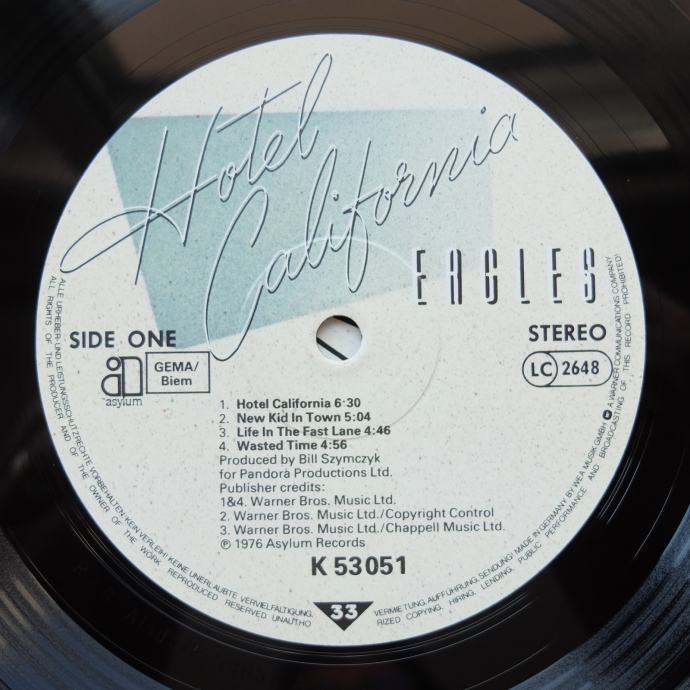 Hotel
California
EAGLES
SIDE ONE
STEREO
asylum
GEMA/
Biem
LC 2648
1. Hotel California 6·30
2. New Kid In Town 5:04
3. Life In The Fast Lane 4:46
4. Wasted Time 4:56
Produced by Bill Szymczyk
for Pandora Productions Ltd.
Publisher credits:
1&4. Warner Bros. Music Ltd.
2. Warner Bros. Music Ltd./Copyright Control
3. Warner Bros. Music Ltd./Chappell Music Ltd.
℗ 1976 Asylum Records
K 53051
33
ALLE URHEBER- UND LEISTUNGSSCHUTZRECHTE VORBEHALTEN. KEIN VERLEIH! KEINE UNERLAUBTE VERVIELFÄLTIGUNG,
VERMIETUNG, AUFFÜHRUNG, SENDUNG! MADE IN GERMANY BY WEA MUSIK GMBH A WARNER COMMUNICATIONS COMPANY
ALL RIGHTS OF THE PRODUCER AND OF THE OWNER OF THE WORK REPRODUCED RESERVED. UNAUTHO
RIZED COPYING, HIRING, LENDING, PUBLIC PERFORMANCE AND BROADCASTING OF THIS RECORD PROHIBITED!